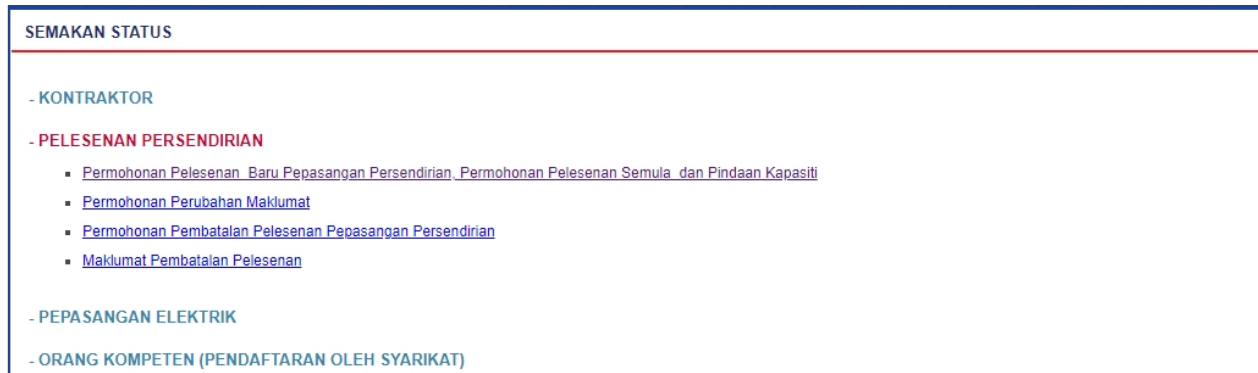 SEMAKAN STATUS
- KONTRAKTOR
- PELESENAN PERSENDIRIAN
Permohonan Pelesenan Baru Pepasangan Persendirian, Permohonan Pelesenan Semula dan Pindaan Kapasiti
Permohonan Perubahan Maklumat
Permohonan Pembatalan Pelesenan Pepasangan Persendirian
Maklumat Pembatalan Pelesenan
- PEPASANGAN ELEKTRIK
- ORANG KOMPETEN (PENDAFTARAN OLEH SYARIKAT)